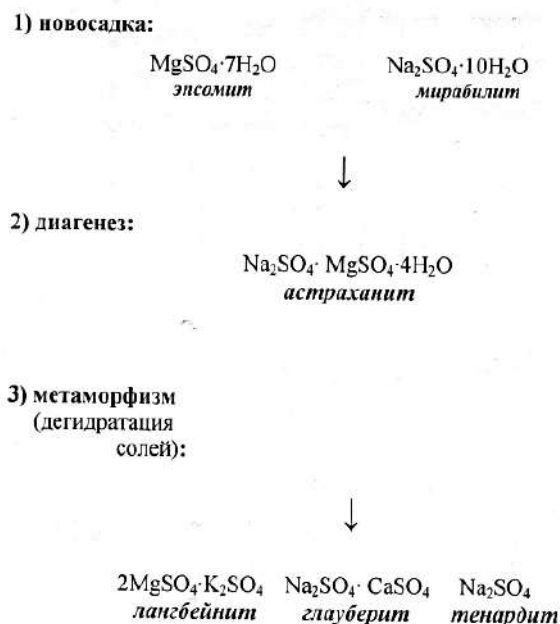 1) новосадка:
MgSO₄·7H₂O Na₂SO₄·10H₂O
эпсомит мирабилит
↓
2) диагенез:
Na₂SO₄· MgSO₄·4H₂O
астраханит
3) метаморфизм
(дегидратация
солей):
↓
2MgSO₄·K₂SO₄ Na₂SO₄· CaSO₄ Na₂SO₄
лангбейнит глауберит тенардит